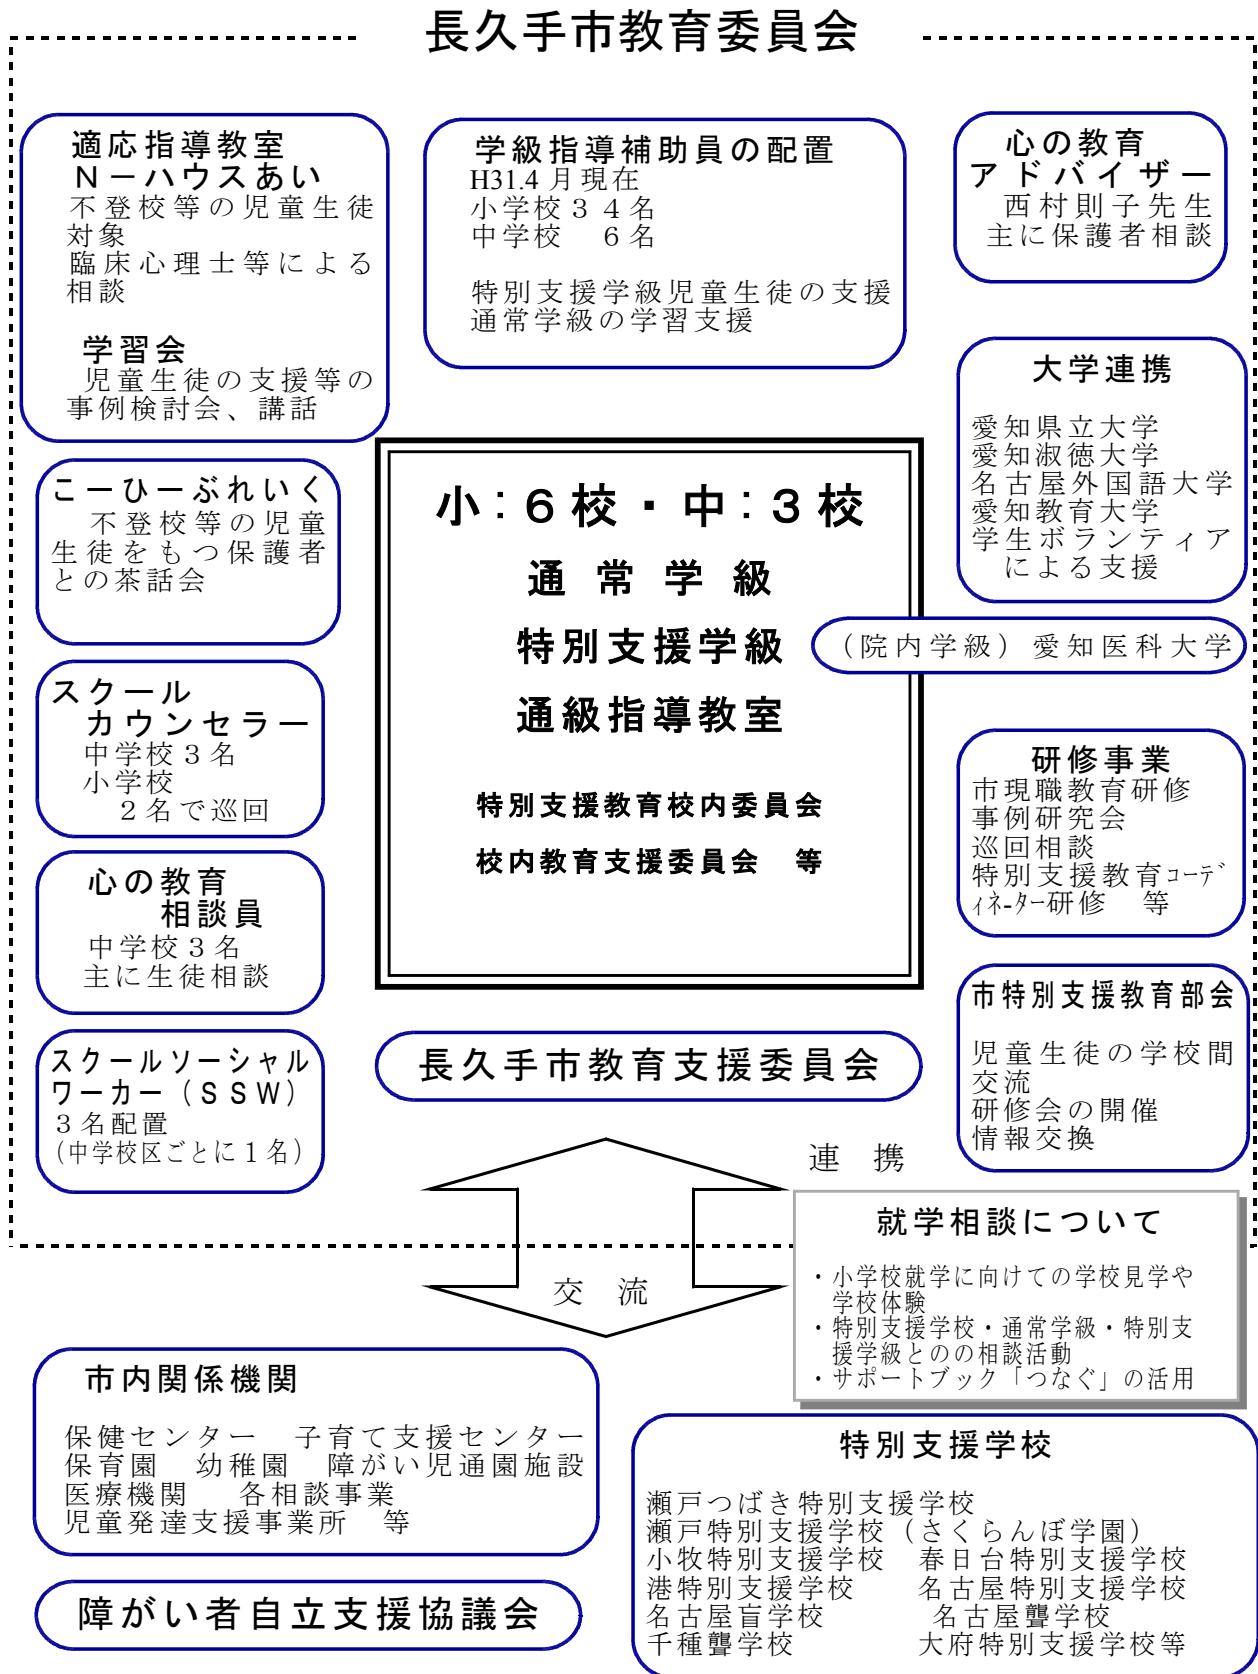 長久手市教育委員会
適応指導教室
Ｎ－ハウスあい
不登校等の児童生徒
対象
臨床心理士等による
相談
学習会
児童生徒の支援等の
事例検討会、講話
学級指導補助員の配置
H31.4月現在
小学校３４名
中学校　６名
特別支援学級児童生徒の支援
通常学級の学習支援
心の教育
アドバイザー
西村則子先生
主に保護者相談
大学連携
愛知県立大学
愛知淑徳大学
名古屋外国語大学
愛知教育大学
学生ボランティア
による支援
こーひーぶれいく
不登校等の児童
生徒をもつ保護者
との茶話会
小:６校・中:３校
通常学級
特別支援学級
通級指導教室
特別支援教育校内委員会
校内教育支援委員会　等
（院内学級）愛知医科大学
スクール
カウンセラー
中学校３名
小学校
２名で巡回
研修事業
市現職教育研修
事例研究会
巡回相談
特別支援教育ｺｰﾃﾞ
ｨﾈｰﾀｰ研修　等
心の教育
相談員
中学校３名
主に生徒相談
市特別支援教育部会
児童生徒の学校間
交流
研修会の開催
情報交換
スクールソーシャル
ワーカー（ＳＳＷ）
３名配置
（中学校区ごとに１名）
長久手市教育支援委員会
連　携
交　流
就学相談について
・小学校就学に向けての学校見学や
学校体験
・特別支援学校・通常学級・特別支
援学級とのの相談活動
・サポートブック「つなぐ」の活用
市内関係機関
保健センター　子育て支援センター
保育園　幼稚園　障がい児通園施設
医療機関　各相談事業
児童発達支援事業所　等
障がい者自立支援協議会
特別支援学校
瀬戸つばき特別支援学校
瀬戸特別支援学校（さくらんぼ学園）
小牧特別支援学校　春日台特別支援学校
港特別支援学校　名古屋特別支援学校
名古屋盲学校　名古屋聾学校
千種聾学校　大府特別支援学校等